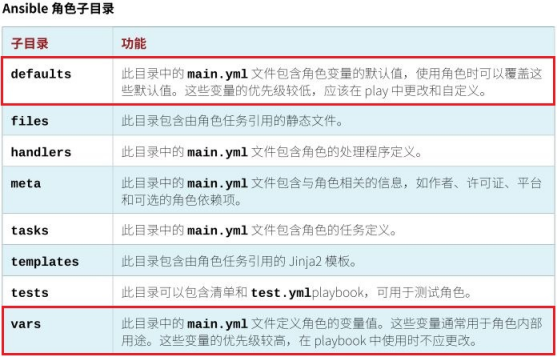 Ansible 角色子目录
子目录 功能
defaults 此目录中的 main.yml 文件包含角色变量的默认值，使用角色时可以覆盖这
些默认值。这些变量的优先级较低，应该在 play 中更改和自定义。
files 此目录包含由角色任务引用的静态文件。
handlers 此目录中的 main.yml 文件包含角色的处理程序定义。
meta 此目录中的 main.yml 文件包含与角色相关的信息，如作者、许可证、平台
和可选的角色依赖项。
tasks 此目录中的 main.yml 文件包含角色的任务定义。
templates 此目录包含由角色任务引用的 Jinja2 模板。
tests 此目录可以包含清单和 test.ymlplaybook，可用于测试角色。
vars 此目录中的 main.yml 文件定义角色的变量值。这些变量通常用于角色内部
用途。这些变量的优先级较高，在 playbook 中使用时不应更改。